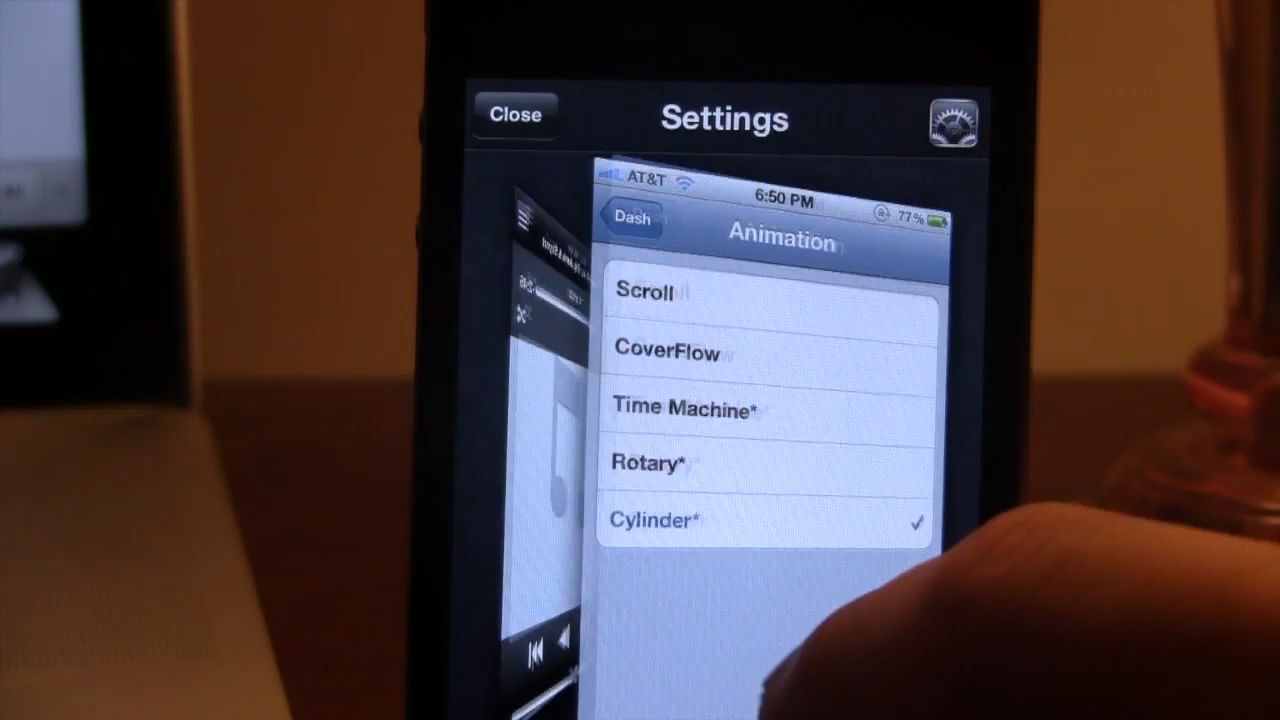 Close
Settings
AT&T
6:50 PM
77%
Dash
Animation
Scroll
CoverFlow
Time Machine*
Rotary*
Cylinder*